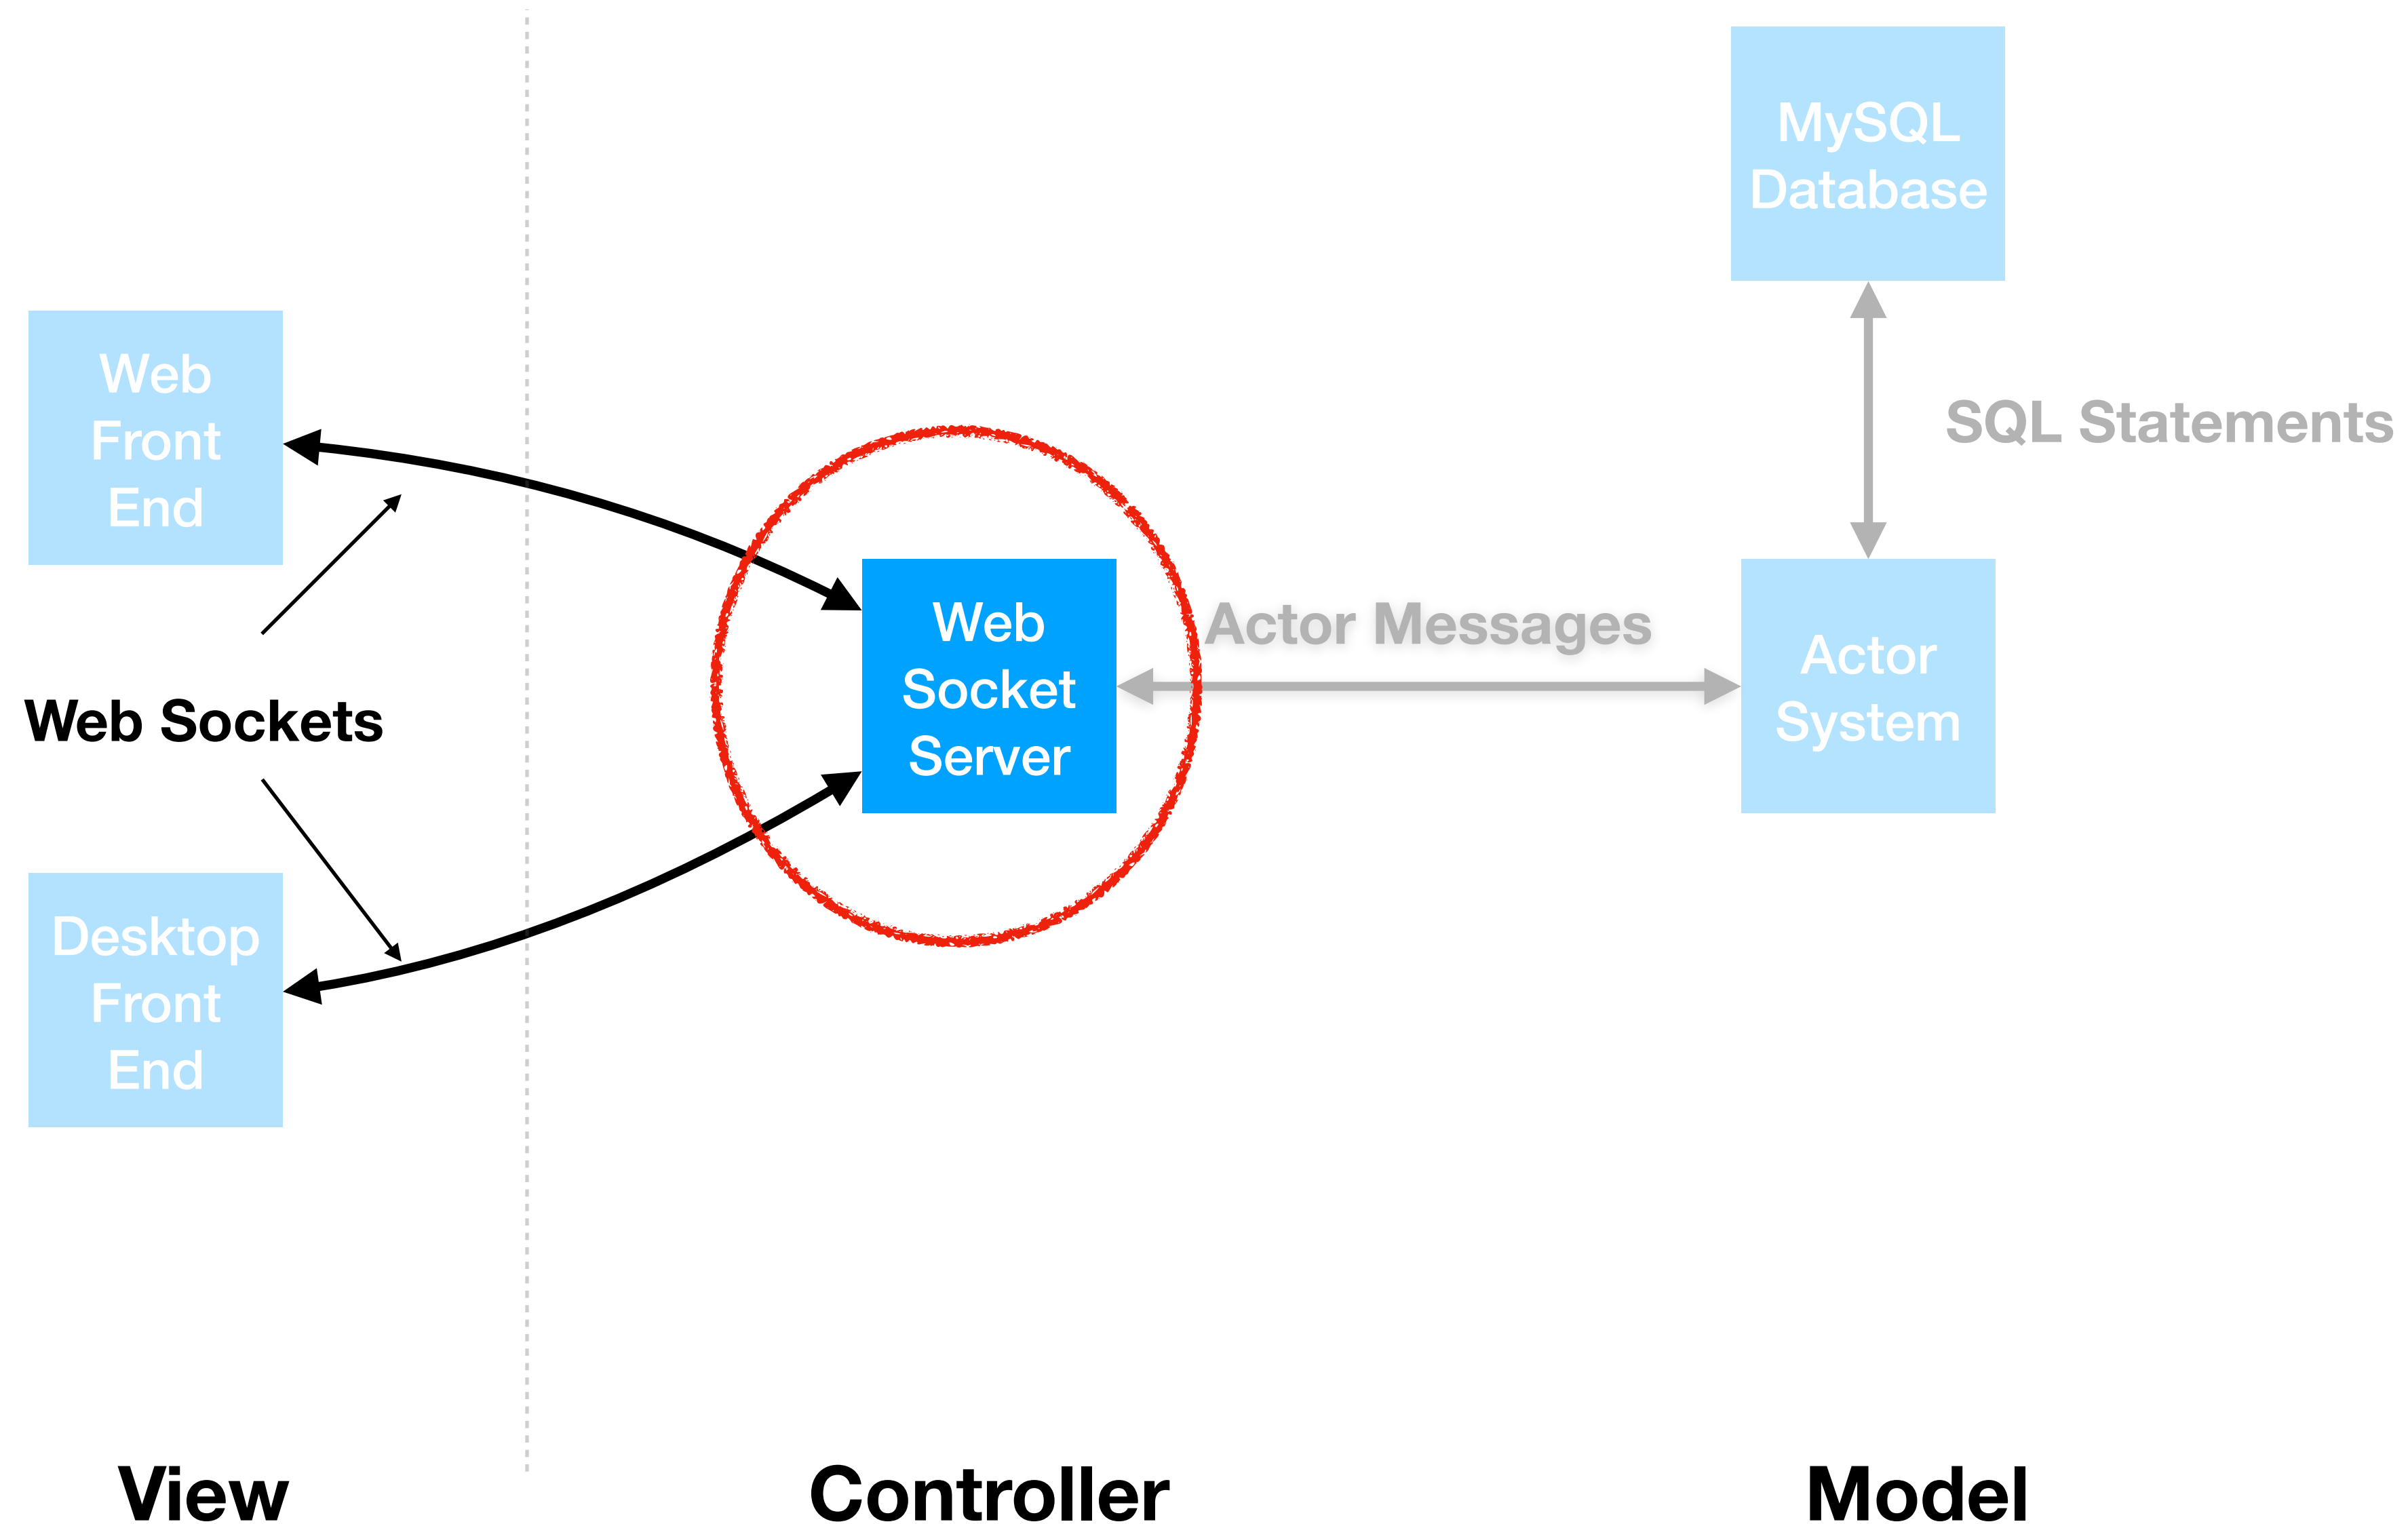 MySQL
Database
Web
Front
End
SQL Statements
Web
Socket
Server
Actor Messages
Actor
System
Web Sockets
Desktop
Front
End
View
Controller
Model